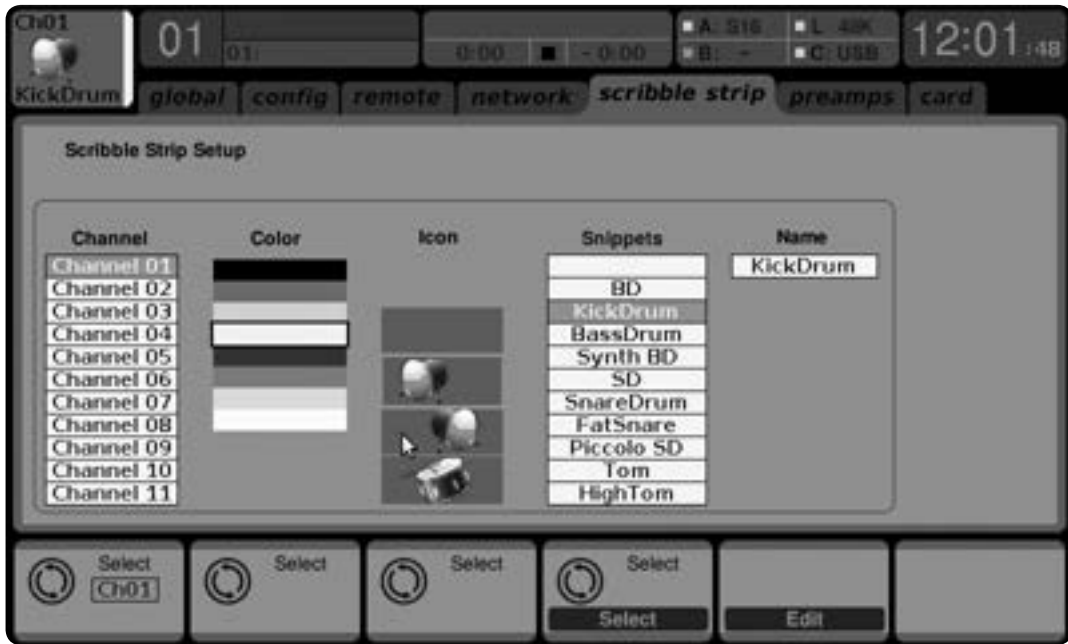 Ch01
KickDrum
01
01:
0:00
- 0:00
A: S16
B: -
L 48K
C: USB
12:01:48
global
config
remote
network
scribble strip
preamps
card
Scribble Strip Setup
Channel
Channel 01
Channel 02
Channel 03
Channel 04
Channel 05
Channel 06
Channel 07
Channel 08
Channel 09
Channel 10
Channel 11
Color
Icon
Snippets
BD
KickDrum
BassDrum
Synth BD
SD
SnareDrum
FatSnare
Piccolo SD
Tom
HighTom
Name
KickDrum
Select
Ch01
Select
Select
Select
Select
Edit